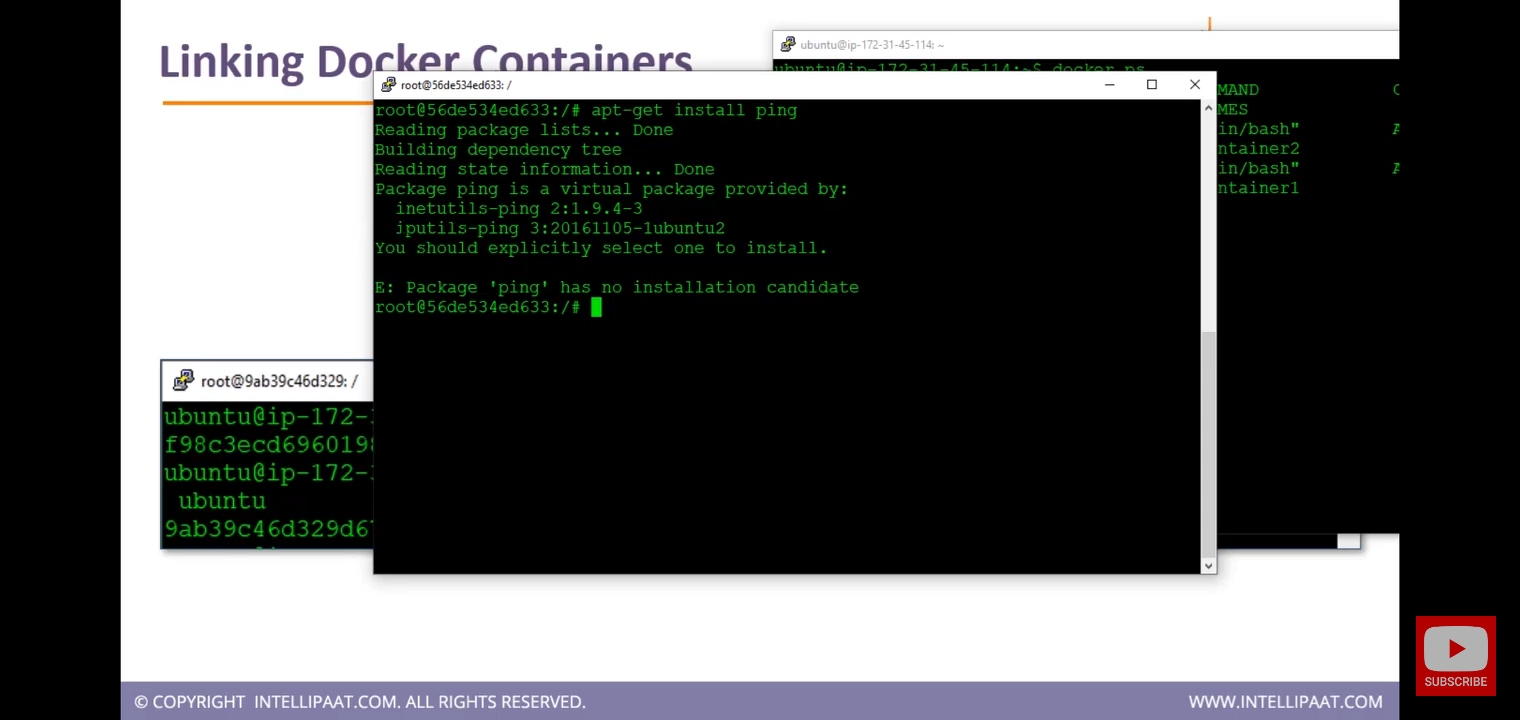 Linking Docker Containers
ubuntu@ip-172-31-45-114: ~
ubuntu@ip-172-31-45-114:~$ docker ps
MAND C
MES
in/bash" A
ntainer2
in/bash" A
ntainer1
root@56de534ed633: /
root@56de534ed633:/# apt-get install ping
Reading package lists... Done
Building dependency tree
Reading state information... Done
Package ping is a virtual package provided by:
inetutils-ping 2:1.9.4-3
iputils-ping 3:20161105-1ubuntu2
You should explicitly select one to install.
E: Package 'ping' has no installation candidate
root@56de534ed633:/#
root@9ab39c46d329: /
ubuntu@ip-172-
f98c3ecd696019
ubuntu@ip-172-
ubuntu
9ab39c46d329d6
SUBSCRIBE
© COPYRIGHT INTELLIPAAT.COM. ALL RIGHTS RESERVED.
WWW.INTELLIPAAT.COM